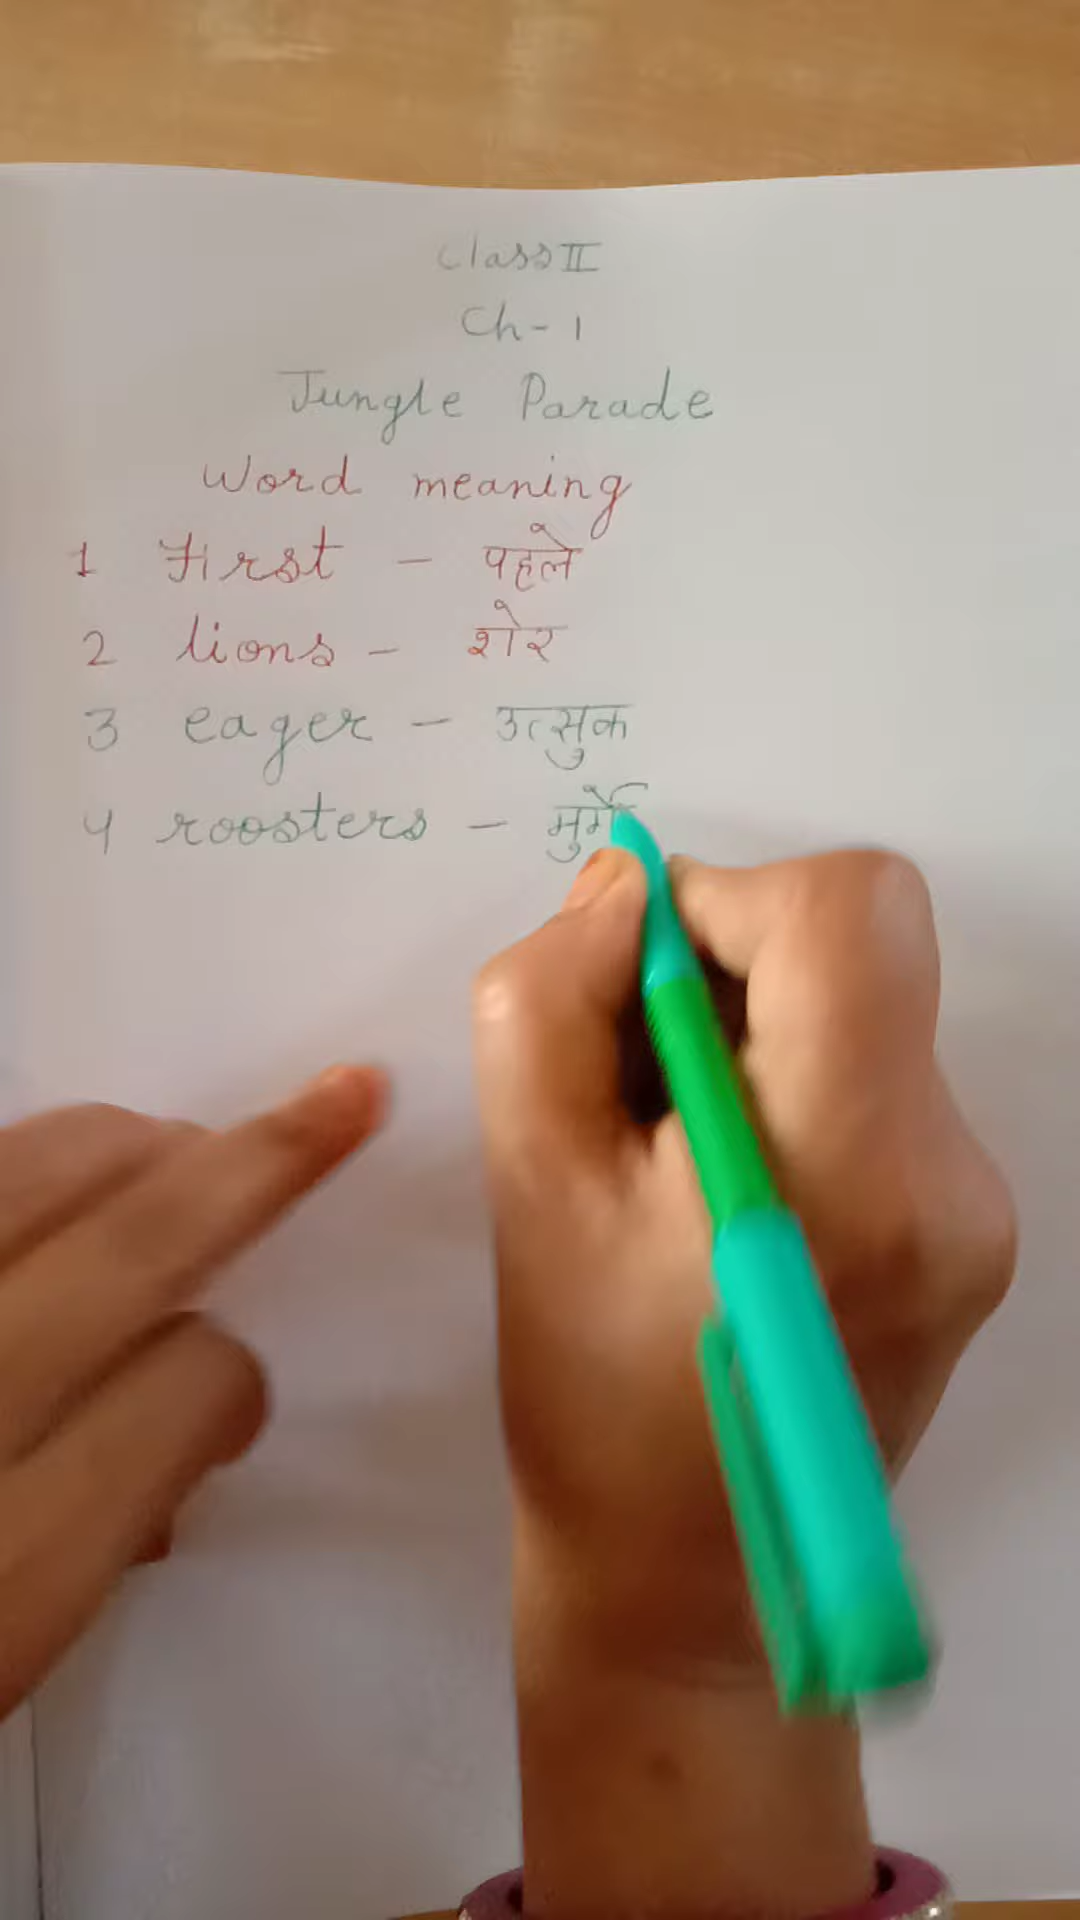 Class II
Ch - 1
Jungle Parade
Word meaning
1 First - पहले
2 lions - शेर
3 eager - उत्सुक
4 roosters - मुर्गे